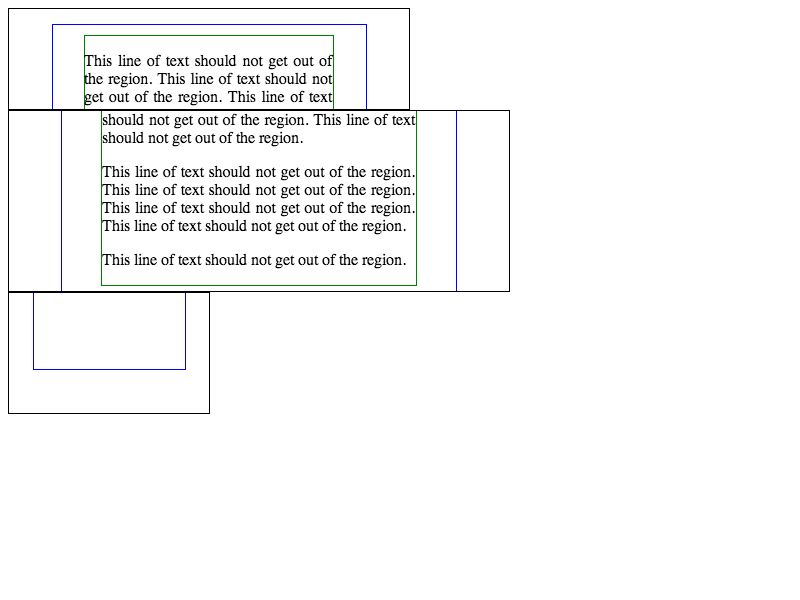 This line of text should not get out of
the region. This line of text should not
get out of the region. This line of text
should not get out of the region. This line of text
should not get out of the region.
This line of text should not get out of the region.
This line of text should not get out of the region.
This line of text should not get out of the region.
This line of text should not get out of the region.
This line of text should not get out of the region.